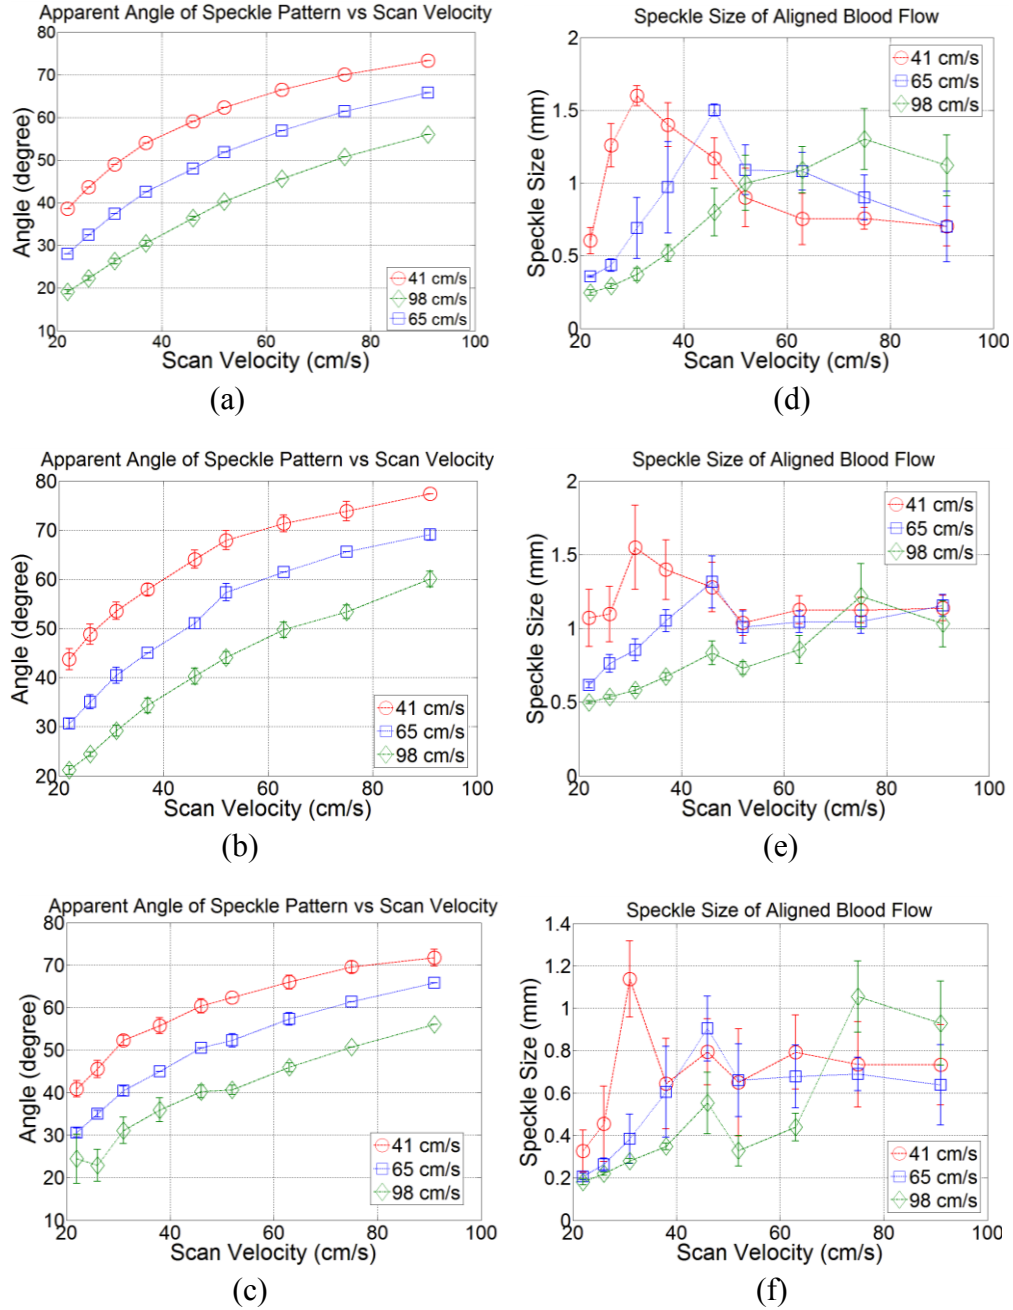 Apparent Angle of Speckle Pattern vs Scan Velocity
Angle (degree)
80
70
60
50
40
30
20
10
20 40 60 80 100
Scan Velocity (cm/s)
41 cm/s
98 cm/s
65 cm/s
(a)
Speckle Size of Aligned Blood Flow
Speckle Size (mm)
2
1.5
1
0.5
0
20 40 60 80 100
Scan Velocity (cm/s)
41 cm/s
65 cm/s
98 cm/s
(d)
Apparent Angle of Speckle Pattern vs Scan Velocity
Angle (degree)
80
70
60
50
40
30
20
20 40 60 80 100
Scan Velocity (cm/s)
41 cm/s
65 cm/s
98 cm/s
(b)
Speckle Size of Aligned Blood Flow
Speckle Size (mm)
2
1.5
1
0.5
0
20 40 60 80 100
Scan Velocity (cm/s)
41 cm/s
65 cm/s
98 cm/s
(e)
Apparent Angle of Speckle Pattern vs Scan Velocity
Angle (degree)
80
70
60
50
40
30
20
10
20 40 60 80 100
Scan Velocity (cm/s)
41 cm/s
65 cm/s
98 cm/s
(c)
Speckle Size of Aligned Blood Flow
Speckle Size (mm)
1.4
1.2
1
0.8
0.6
0.4
0.2
0
20 40 60 80 100
Scan Velocity (cm/s)
41 cm/s
65 cm/s
98 cm/s
(f)